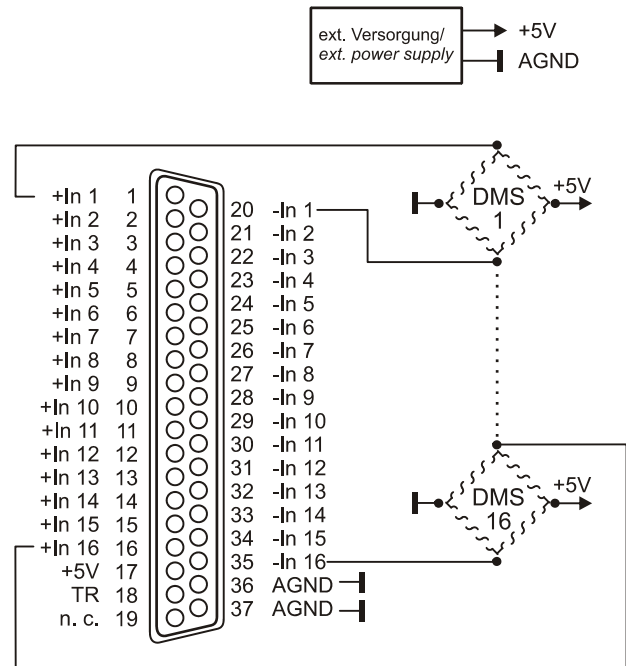 ext. Versorgung/
ext. power supply
+5V
AGND
DMS
1
+5V
+In 1 1
+In 2 2
+In 3 3
+In 4 4
+In 5 5
+In 6 6
+In 7 7
+In 8 8
+In 9 9
+In 10 10
+In 11 11
+In 12 12
+In 13 13
+In 14 14
+In 15 15
+In 16 16
+5V 17
TR 18
n. c. 19
20 -In 1
21 -In 2
22 -In 3
23 -In 4
24 -In 5
25 -In 6
26 -In 7
27 -In 8
28 -In 9
29 -In 10
30 -In 11
31 -In 12
32 -In 13
33 -In 14
34 -In 15
35 -In 16
36 AGND
37 AGND
DMS
16
+5V